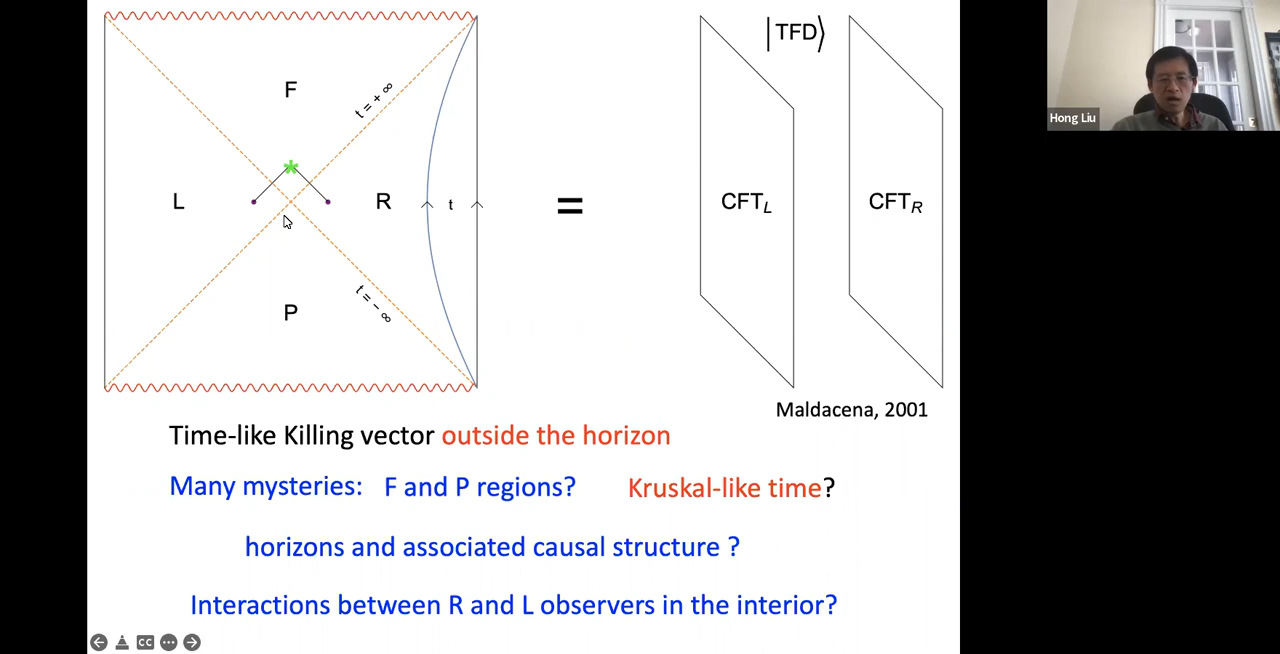 |TFD⟩
F
t = + ∞
L
R
t
=
CFT_L
CFT_R
P
t = - ∞
Maldacena, 2001
Time-like Killing vector outside the horizon
Many mysteries: F and P regions? Kruskal-like time?
horizons and associated causal structure ?
Interactions between R and L observers in the interior?
Hong Liu
CC